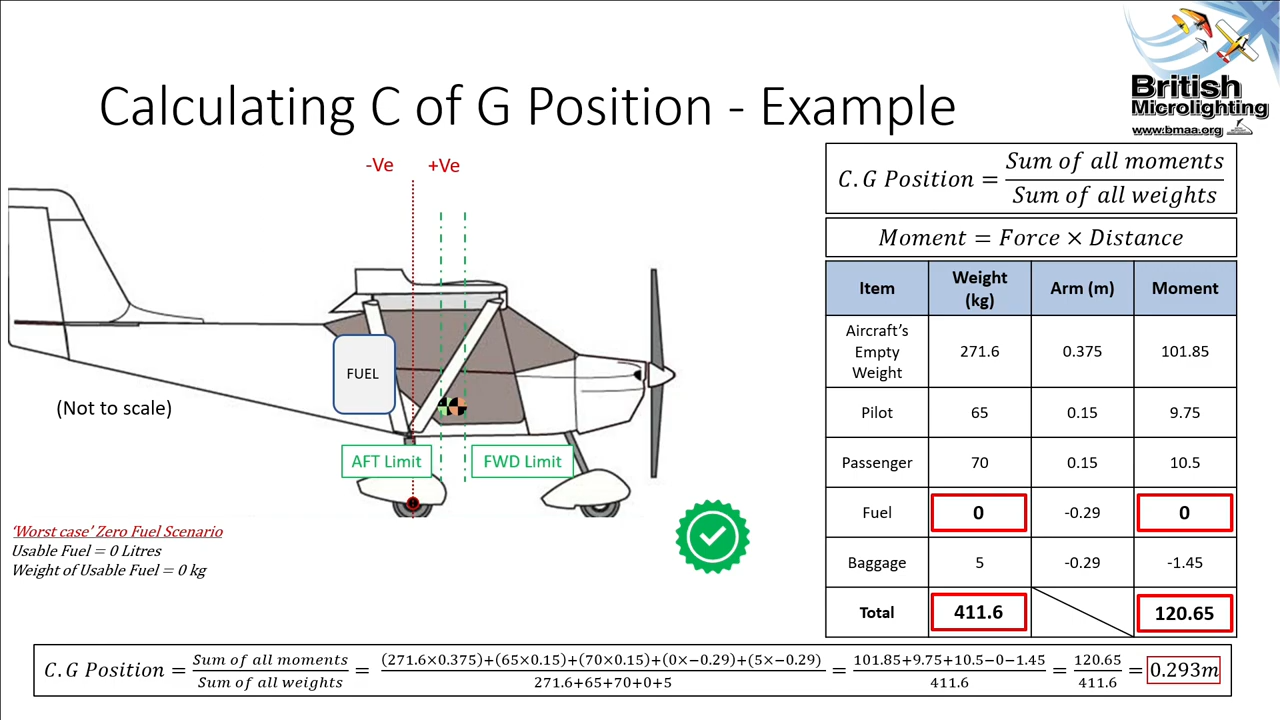 Calculating C of G Position - Example
British
Microlighting
www.bmaa.org
-Ve
+Ve
FUEL
(Not to scale)
AFT Limit
FWD Limit
‘Worst case’ Zero Fuel Scenario
Usable Fuel = 0 Litres
Weight of Usable Fuel = 0 kg
C.G Position = Sum of all moments / Sum of all weights
Moment = Force × Distance
Item Weight (kg) Arm (m) Moment
Aircraft’s Empty Weight 271.6 0.375 101.85
Pilot 65 0.15 9.75
Passenger 70 0.15 10.5
Fuel 0 -0.29 0
Baggage 5 -0.29 -1.45
Total 411.6 120.65
C.G Position = Sum of all moments / Sum of all weights = (271.6×0.375)+(65×0.15)+(70×0.15)+(0×−0.29)+(5×−0.29) / 271.6+65+70+0+5 = 101.85+9.75+10.5−0−1.45 / 411.6 = 120.65 / 411.6 = 0.293m